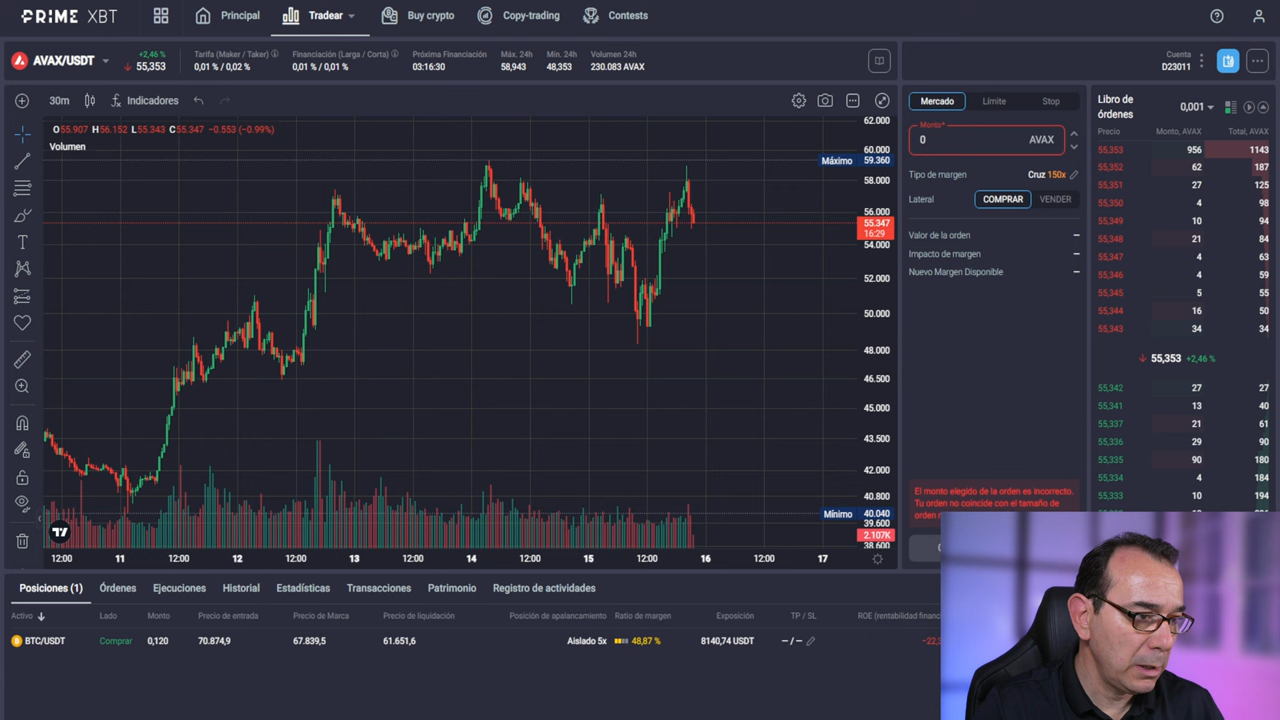 PRIME XBT
Principal
Tradear
Buy crypto
Copy-trading
Contests
AVAX/USDT
+2,46 %
55,353
Tarifa (Maker / Taker)
0,01 % / 0,02 %
Financiación (Larga / Corta)
0,01 % / 0,01 %
Próxima Financiación
03:16:30
Máx. 24h
58,943
Mín. 24h
48,353
Volumen 24h
230.083 AVAX
Cuenta
D23011
30m
Indicadores
O55.907 H56.152 L55.343 C55.347 −0.553 (−0.99%)
Volumen
62.000
60.000
Máximo 59.360
58.000
56.000
55.347
16:29
54.000
52.000
50.000
48.000
46.500
45.000
43.500
42.000
40.800
Mínimo 40.040
39.600
2.107K
38.600
12:00 11 12:00 12 12:00 13 12:00 14 12:00 15 12:00 16 12:00 17
Mercado
Límite
Stop
Monto*
0 AVAX
Tipo de margen Cruz 150x
Lateral COMPRAR VENDER
Valor de la orden –
Impacto de margen –
Nuevo Margen Disponible –
El monto elegido de la orden es incorrecto.
Tu orden no coincide con el tamaño de
orden
Libro de
órdenes
0,001
Precio Monto, AVAX Total, AVAX
55,353 956 1143
55,352 62 187
55,351 27 125
55,350 4 98
55,349 10 94
55,348 21 84
55,347 4 63
55,346 4 59
55,345 5 55
55,344 16 50
55,343 34 34
55,353 +2,46 %
55,342 27 27
55,341 13 40
55,337 21 61
55,336 29 90
55,335 90 180
55,334 4 184
55,333 10 194
Posiciones (1)
Órdenes
Ejecuciones
Historial
Estadísticas
Transacciones
Patrimonio
Registro de actividades
Activo Lado Monto Precio de entrada Precio de Marca Precio de liquidación Posición de apalancamiento Ratio de margen Exposición TP / SL ROE (rentabilidad financi
BTC/USDT Comprar 0,120 70.874,9 67.839,5 61.651,6 Aislado 5x 48,87 % 8140,74 USDT – / – −22,